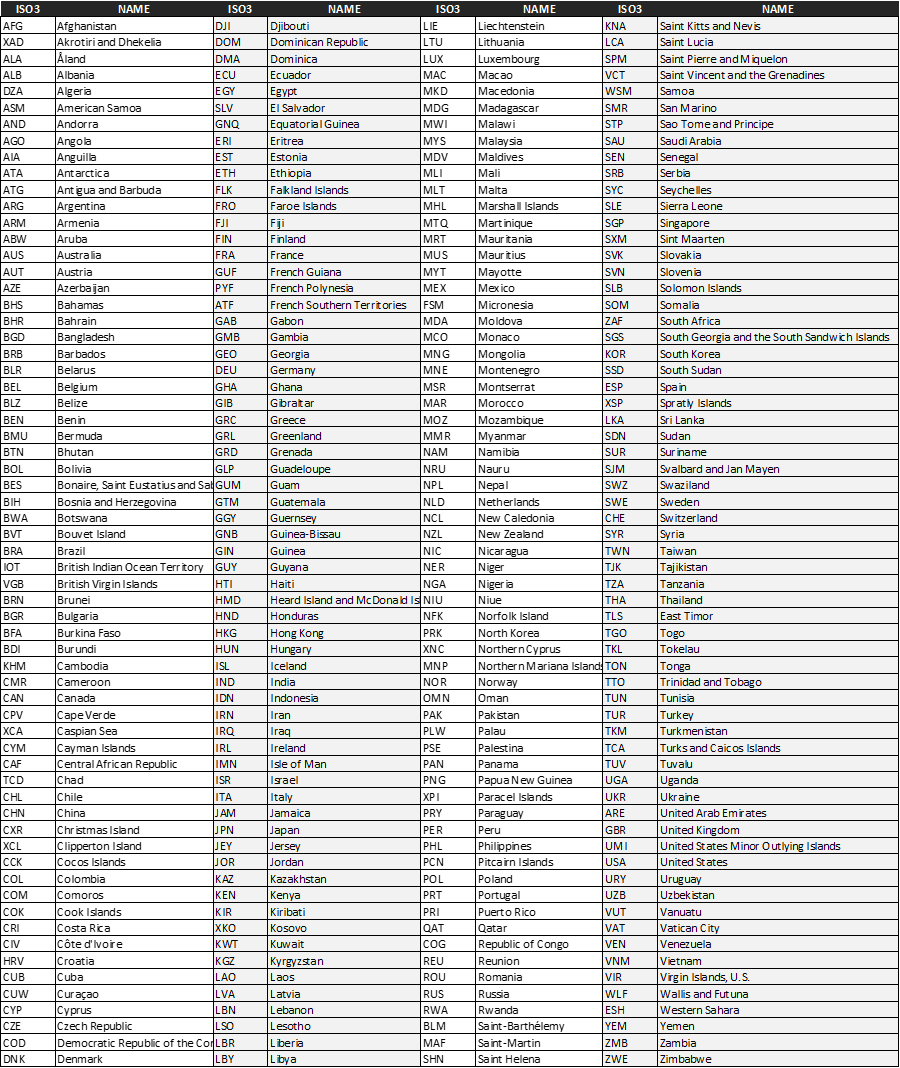 ISO3 NAME ISO3 NAME ISO3 NAME ISO3 NAME
AFG Afghanistan DJI Djibouti LIE Liechtenstein KNA Saint Kitts and Nevis
XAD Akrotiri and Dhekelia DOM Dominican Republic LTU Lithuania LCA Saint Lucia
ALA Åland DMA Dominica LUX Luxembourg SPM Saint Pierre and Miquelon
ALB Albania ECU Ecuador MAC Macao VCT Saint Vincent and the Grenadines
DZA Algeria EGY Egypt MKD Macedonia WSM Samoa
ASM American Samoa SLV El Salvador MDG Madagascar SMR San Marino
AND Andorra GNQ Equatorial Guinea MWI Malawi STP Sao Tome and Principe
AGO Angola ERI Eritrea MYS Malaysia SAU Saudi Arabia
AIA Anguilla EST Estonia MDV Maldives SEN Senegal
ATA Antarctica ETH Ethiopia MLI Mali SRB Serbia
ATG Antigua and Barbuda FLK Falkland Islands MLT Malta SYC Seychelles
ARG Argentina FRO Faroe Islands MHL Marshall Islands SLE Sierra Leone
ARM Armenia FJI Fiji MTQ Martinique SGP Singapore
ABW Aruba FIN Finland MRT Mauritania SXM Sint Maarten
AUS Australia FRA France MUS Mauritius SVK Slovakia
AUT Austria GUF French Guiana MYT Mayotte SVN Slovenia
AZE Azerbaijan PYF French Polynesia MEX Mexico SLB Solomon Islands
BHS Bahamas ATF French Southern Territories FSM Micronesia SOM Somalia
BHR Bahrain GAB Gabon MDA Moldova ZAF South Africa
BGD Bangladesh GMB Gambia MCO Monaco SGS South Georgia and the South Sandwich Islands
BRB Barbados GEO Georgia MNG Mongolia KOR South Korea
BLR Belarus DEU Germany MNE Montenegro SSD South Sudan
BEL Belgium GHA Ghana MSR Montserrat ESP Spain
BLZ Belize GIB Gibraltar MAR Morocco XSP Spratly Islands
BEN Benin GRC Greece MOZ Mozambique LKA Sri Lanka
BMU Bermuda GRL Greenland MMR Myanmar SDN Sudan
BTN Bhutan GRD Grenada NAM Namibia SUR Suriname
BOL Bolivia GLP Guadeloupe NRU Nauru SJM Svalbard and Jan Mayen
BES Bonaire, Saint Eustatius and Sab GUM Guam NPL Nepal SWZ Swaziland
BIH Bosnia and Herzegovina GTM Guatemala NLD Netherlands SWE Sweden
BWA Botswana GGY Guernsey NCL New Caledonia CHE Switzerland
BVT Bouvet Island GNB Guinea-Bissau NZL New Zealand SYR Syria
BRA Brazil GIN Guinea NIC Nicaragua TWN Taiwan
IOT British Indian Ocean Territory GUY Guyana NER Niger TJK Tajikistan
VGB British Virgin Islands HTI Haiti NGA Nigeria TZA Tanzania
BRN Brunei HMD Heard Island and McDonald Is NIU Niue THA Thailand
BGR Bulgaria HND Honduras NFK Norfolk Island TLS East Timor
BFA Burkina Faso HKG Hong Kong PRK North Korea TGO Togo
BDI Burundi HUN Hungary XNC Northern Cyprus TKL Tokelau
KHM Cambodia ISL Iceland MNP Northern Mariana Islands TON Tonga
CMR Cameroon IND India NOR Norway TTO Trinidad and Tobago
CAN Canada IDN Indonesia OMN Oman TUN Tunisia
CPV Cape Verde IRN Iran PAK Pakistan TUR Turkey
XCA Caspian Sea IRQ Iraq PLW Palau TKM Turkmenistan
CYM Cayman Islands IRL Ireland PSE Palestina TCA Turks and Caicos Islands
CAF Central African Republic IMN Isle of Man PAN Panama TUV Tuvalu
TCD Chad ISR Israel PNG Papua New Guinea UGA Uganda
CHL Chile ITA Italy XPI Paracel Islands UKR Ukraine
CHN China JAM Jamaica PRY Paraguay ARE United Arab Emirates
CXR Christmas Island JPN Japan PER Peru GBR United Kingdom
XCL Clipperton Island JEY Jersey PHL Philippines UMI United States Minor Outlying Islands
CCK Cocos Islands JOR Jordan PCN Pitcairn Islands USA United States
COL Colombia KAZ Kazakhstan POL Poland URY Uruguay
COM Comoros KEN Kenya PRT Portugal UZB Uzbekistan
COK Cook Islands KIR Kiribati PRI Puerto Rico VUT Vanuatu
CRI Costa Rica XKO Kosovo QAT Qatar VAT Vatican City
CIV Côte d'Ivoire KWT Kuwait COG Republic of Congo VEN Venezuela
HRV Croatia KGZ Kyrgyzstan REU Reunion VNM Vietnam
CUB Cuba LAO Laos ROU Romania VIR Virgin Islands, U.S.
CUW Curaçao LVA Latvia RUS Russia WLF Wallis and Futuna
CYP Cyprus LBN Lebanon RWA Rwanda ESH Western Sahara
CZE Czech Republic LSO Lesotho BLM Saint-Barthélemy YEM Yemen
COD Democratic Republic of the Con LBR Liberia MAF Saint-Martin ZMB Zambia
DNK Denmark LBY Libya SHN Saint Helena ZWE Zimbabwe